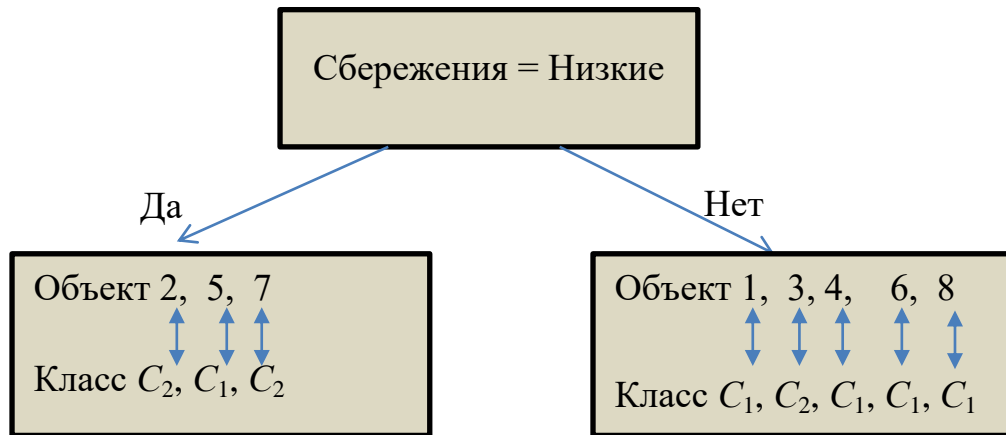 Сбережения = Низкие
Да
Нет
Объект 2, 5, 7
Класс C₂, C₁, C₂
Объект 1, 3, 4, 6, 8
Класс C₁, C₂, C₁, C₁, C₁